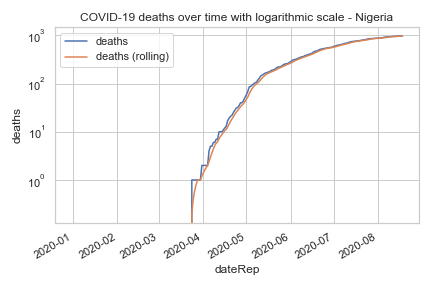 COVID-19 deaths over time with logarithmic scale - Nigeria
deaths
deaths (rolling)
10³
10²
10¹
10⁰
deaths
2020-01
2020-02
2020-03
2020-04
2020-05
2020-06
2020-07
2020-08
dateRep